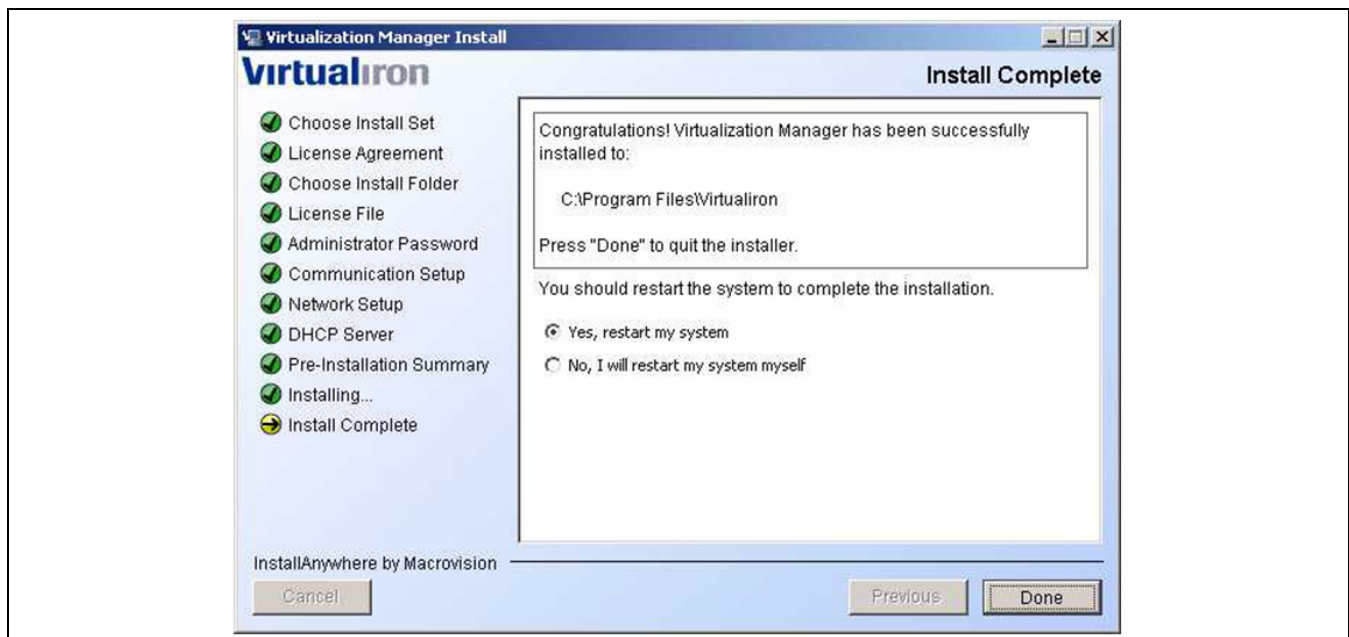 Virtualization Manager Install
Virtualiron
Install Complete
Choose Install Set
License Agreement
Choose Install Folder
License File
Administrator Password
Communication Setup
Network Setup
DHCP Server
Pre-Installation Summary
Installing...
Install Complete
Congratulations! Virtualization Manager has been successfully
installed to:
C:\Program Files\Virtualiron
Press "Done" to quit the installer.
You should restart the system to complete the installation.
Yes, restart my system
No, I will restart my system myself
InstallAnywhere by Macrovision
Cancel
Previous
Done